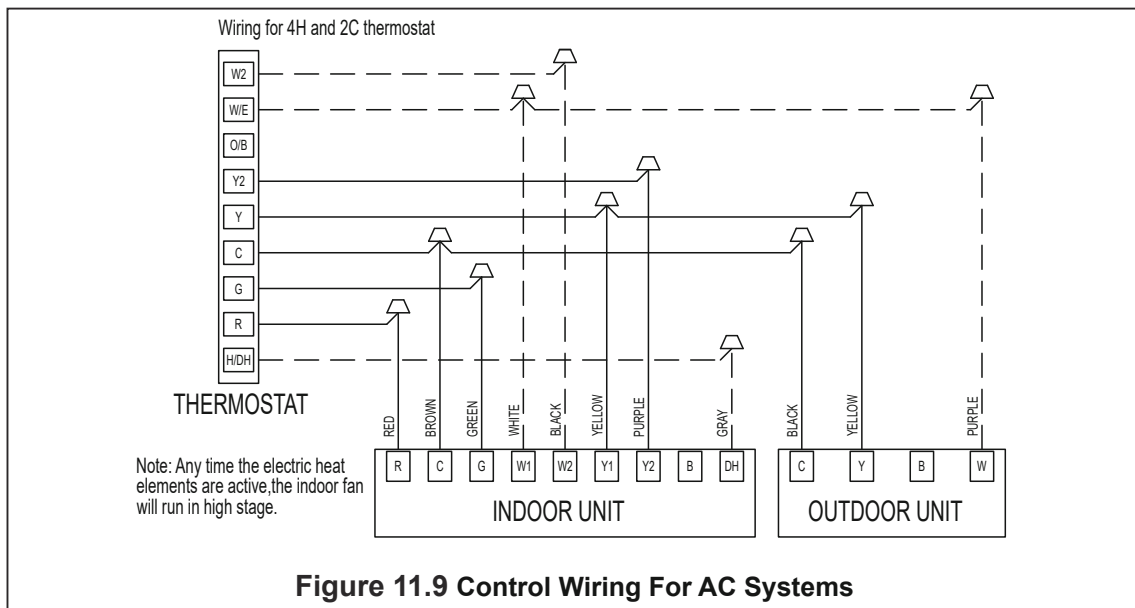 Wiring for 4H and 2C thermostat
W2
W/E
O/B
Y2
Y
C
G
R
H/DH
THERMOSTAT
RED
BROWN
GREEN
WHITE
BLACK
YELLOW
PURPLE
GRAY
BLACK
YELLOW
PURPLE
Note: Any time the electric heat
elements are active,the indoor fan
will run in high stage.
R C G W1 W2 Y1 Y2 B DH
INDOOR UNIT
C Y B W
OUTDOOR UNIT
Figure 11.9 Control Wiring For AC Systems